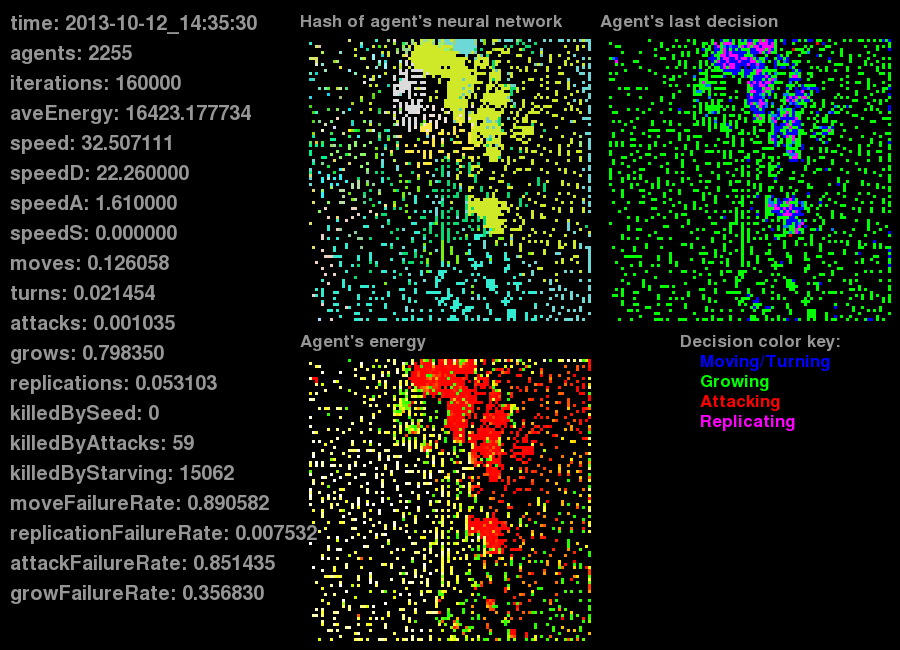 time: 2013-10-12_14:35:30
agents: 2255
iterations: 160000
aveEnergy: 16423.177734
speed: 32.507111
speedD: 22.260000
speedA: 1.610000
speedS: 0.000000
moves: 0.126058
turns: 0.021454
attacks: 0.001035
grows: 0.798350
replications: 0.053103
killedBySeed: 0
killedByAttacks: 59
killedByStarving: 15062
moveFailureRate: 0.890582
replicationFailureRate: 0.007532
attackFailureRate: 0.851435
growFailureRate: 0.356830
Hash of agent's neural network
Agent's last decision
Agent's energy
Decision color key:
Moving/Turning
Growing
Attacking
Replicating